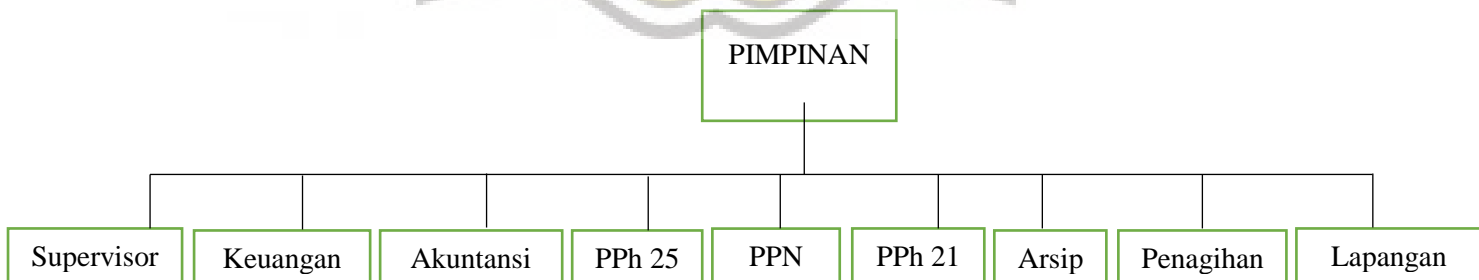 PIMPINAN
Supervisor
Keuangan
Akuntansi
PPh 25
PPN
PPh 21
Arsip
Penagihan
Lapangan